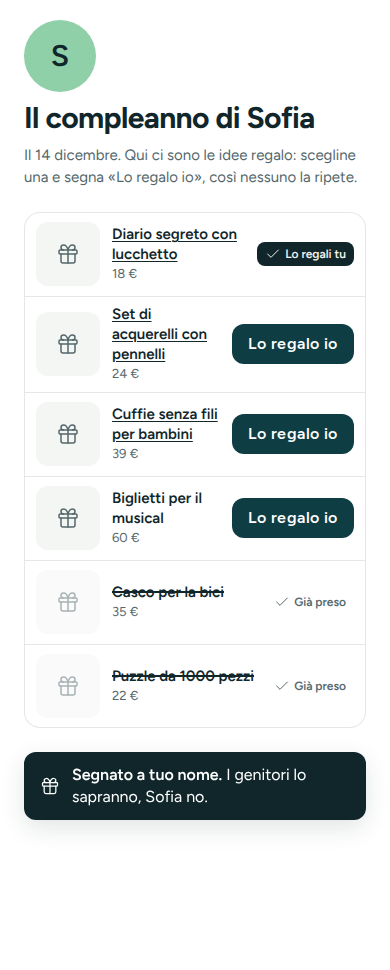 S
Il compleanno di Sofia
Il 14 dicembre. Qui ci sono le idee regalo: scegline
una e segna «Lo regalo io», così nessuno la ripete.
Diario segreto con
lucchetto
18 €
Lo regali tu
Set di
acquerelli con
pennelli
24 €
Lo regalo io
Cuffie senza fili
per bambini
39 €
Lo regalo io
Biglietti per il
musical
60 €
Lo regalo io
Casco per la bici
35 €
Già preso
Puzzle da 1000 pezzi
22 €
Già preso
Segnato a tuo nome. I genitori lo
sapranno, Sofia no.